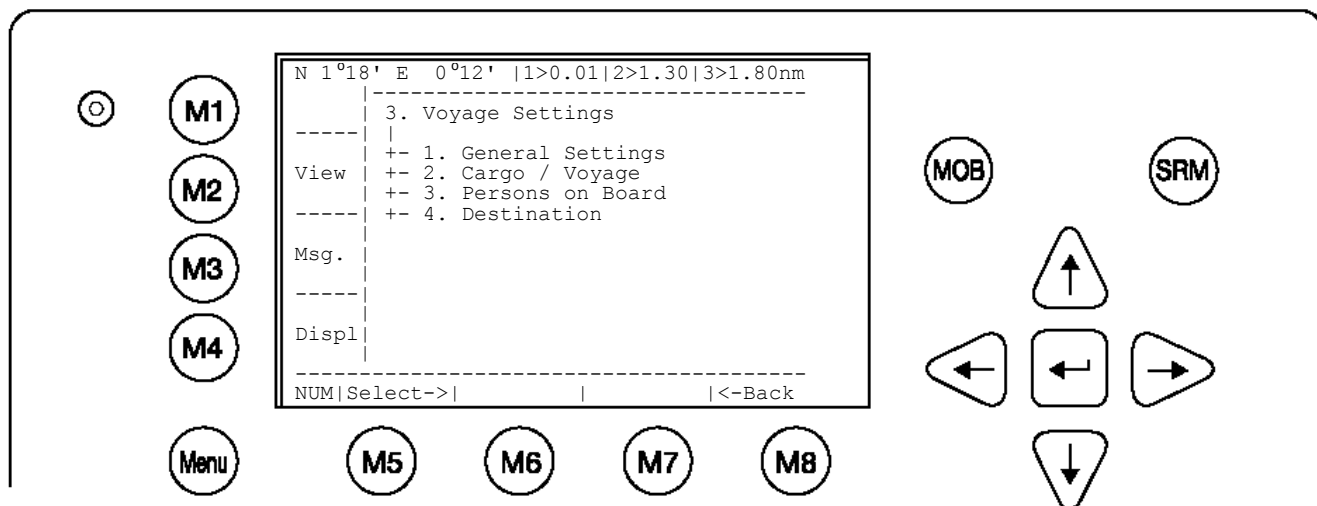 N 1°18' E  0°12' |1>0.01|2>1.30|3>1.80nm
|----------------------------------
M1
| 3. Voyage Settings
-----| |
| +- 1. General Settings
View | +- 2. Cargo / Voyage
M2
| +- 3. Persons on Board
-----| +- 4. Destination
MOB
SRM
Msg. |
M3
-----|
Displ|
M4
----------------------------------------
NUM|Select->|         |         |<-Back
Menu
M5
M6
M7
M8